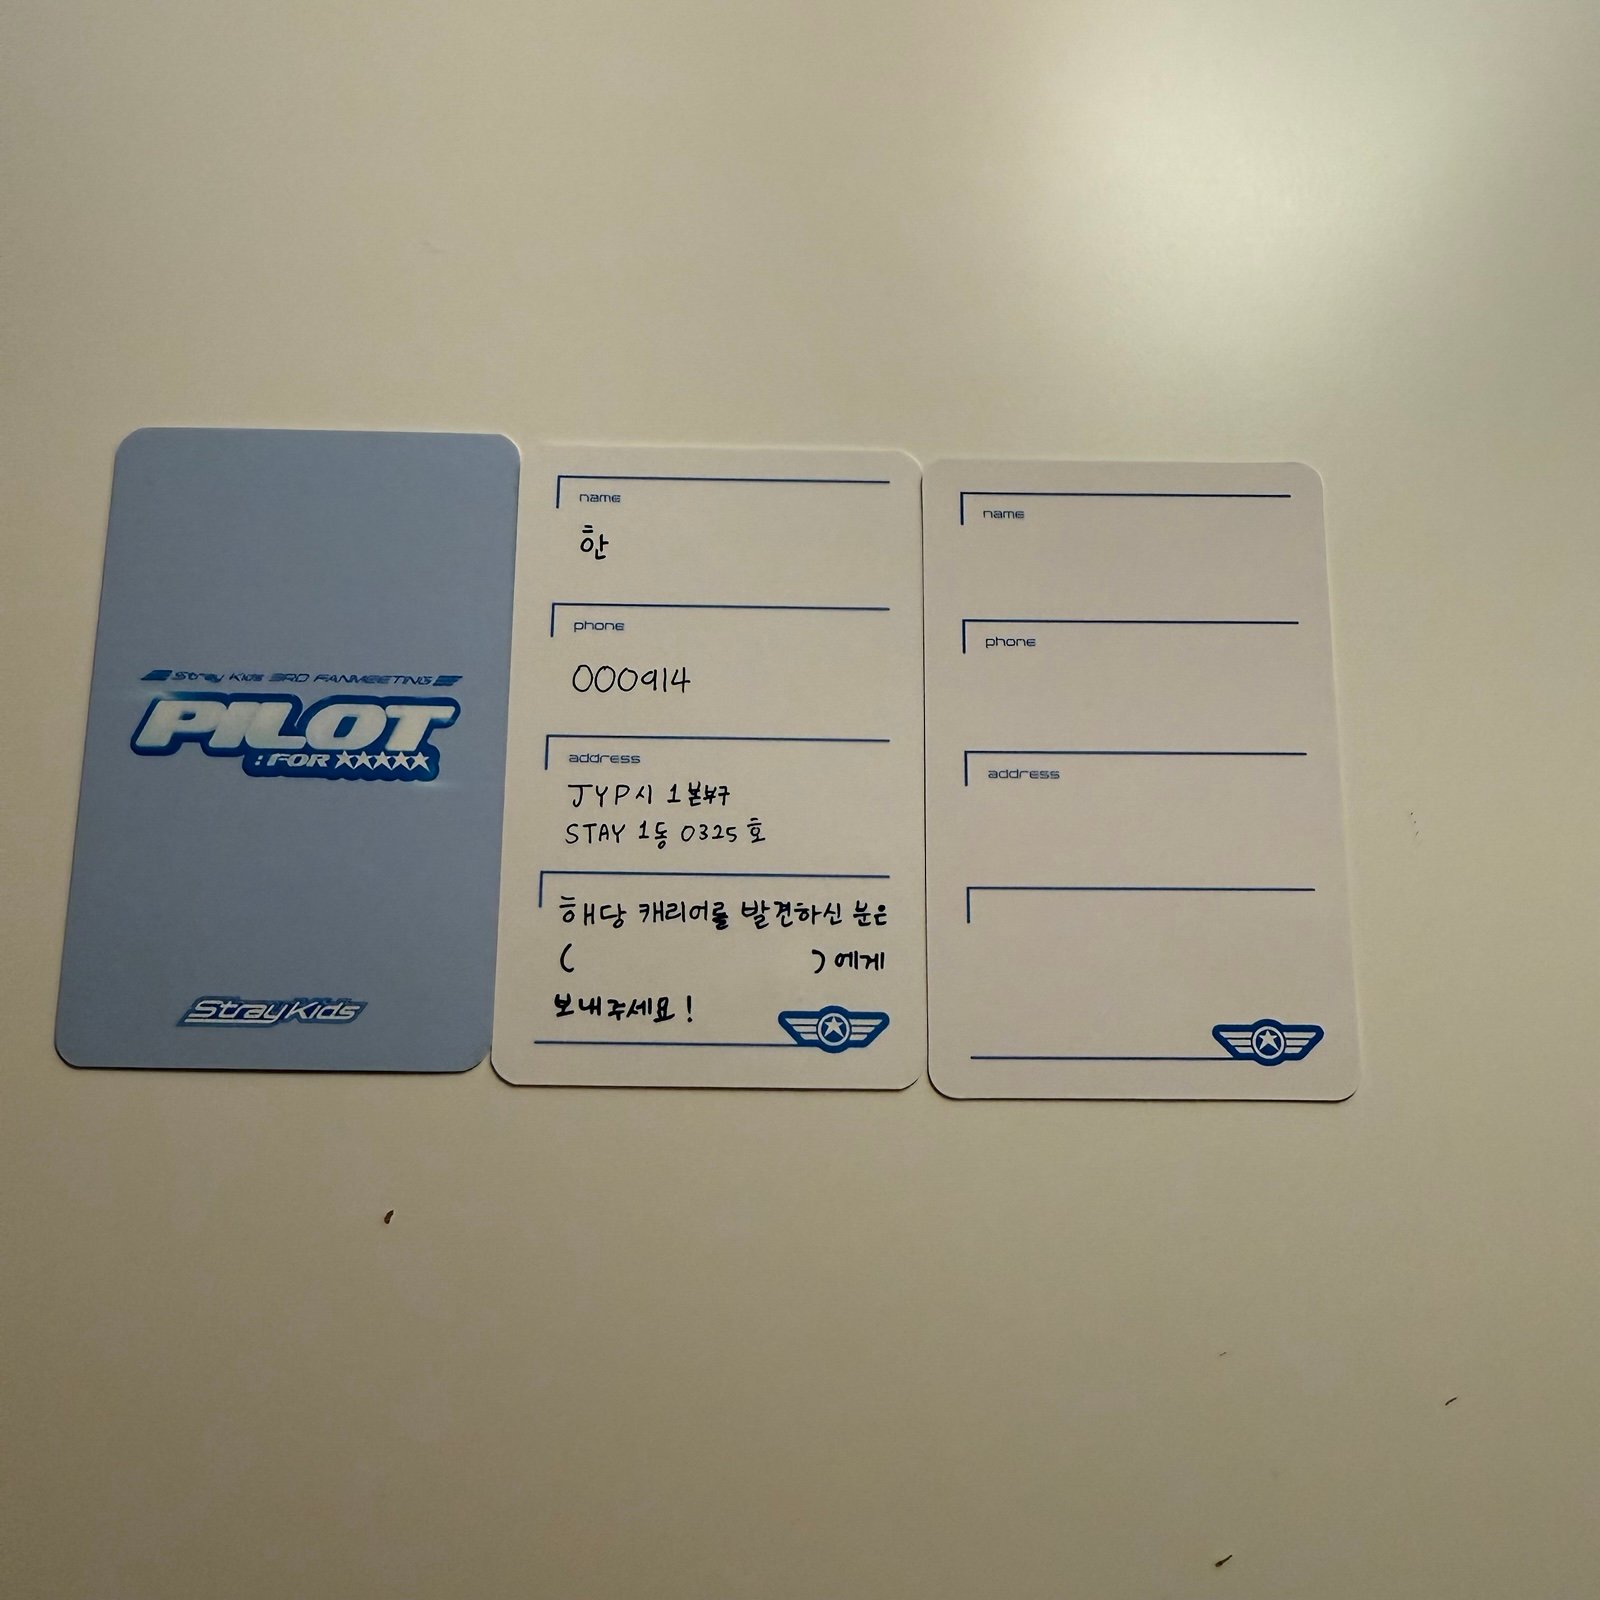 Stray Kids 3RD FANMEETING
PILOT
: FOR ★★★★★
Stray Kids
name
한
phone
000914
address
JYP시 1본부구
STAY 1동 0325호
해당 캐리어를 발견하신 분은
( ) 에게
보내주세요!
name
phone
address